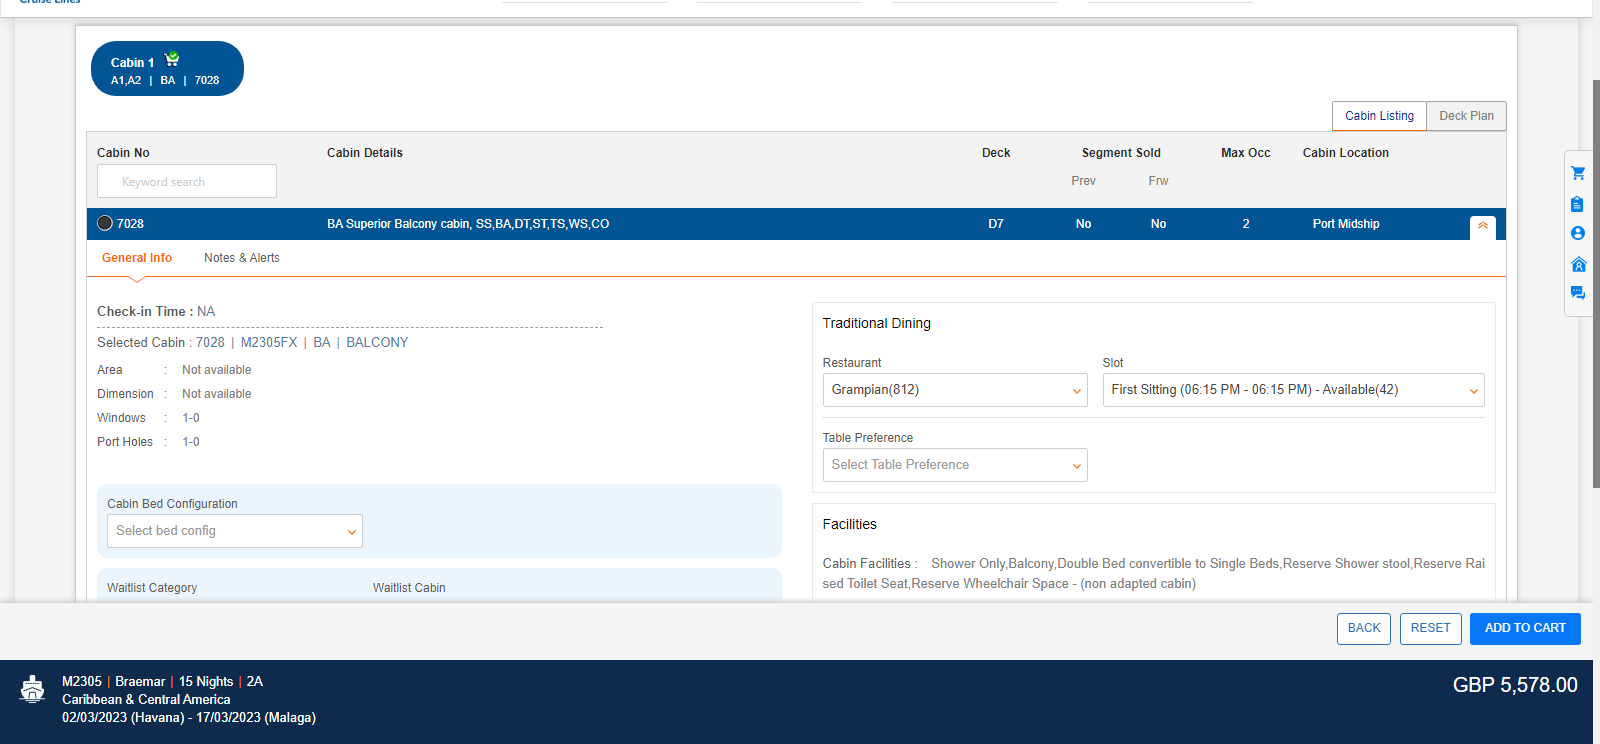 Cruise Lines
Cabin 1
A1,A2 | BA | 7028
Cabin Listing Deck Plan
Cabin No Cabin Details Deck Segment Sold Max Occ Cabin Location
Keyword search Prev Frw
7028 BA Superior Balcony cabin, SS,BA,DT,ST,TS,WS,CO D7 No No 2 Port Midship
General Info Notes & Alerts
Check-in Time : NA
Selected Cabin : 7028 | M2305FX | BA | BALCONY
Area : Not available
Dimension : Not available
Windows : 1-0
Port Holes : 1-0
Cabin Bed Configuration
Select bed config
Waitlist Category Waitlist Cabin
Traditional Dining
Restaurant Slot
Grampian(812) First Sitting (06:15 PM - 06:15 PM) - Available(42)
Table Preference
Select Table Preference
Facilities
Cabin Facilities : Shower Only,Balcony,Double Bed convertible to Single Beds,Reserve Shower stool,Reserve Rai
sed Toilet Seat,Reserve Wheelchair Space - (non adapted cabin)
BACK RESET ADD TO CART
M2305 | Braemar | 15 Nights | 2A
Caribbean & Central America
02/03/2023 (Havana) - 17/03/2023 (Malaga)
GBP 5,578.00